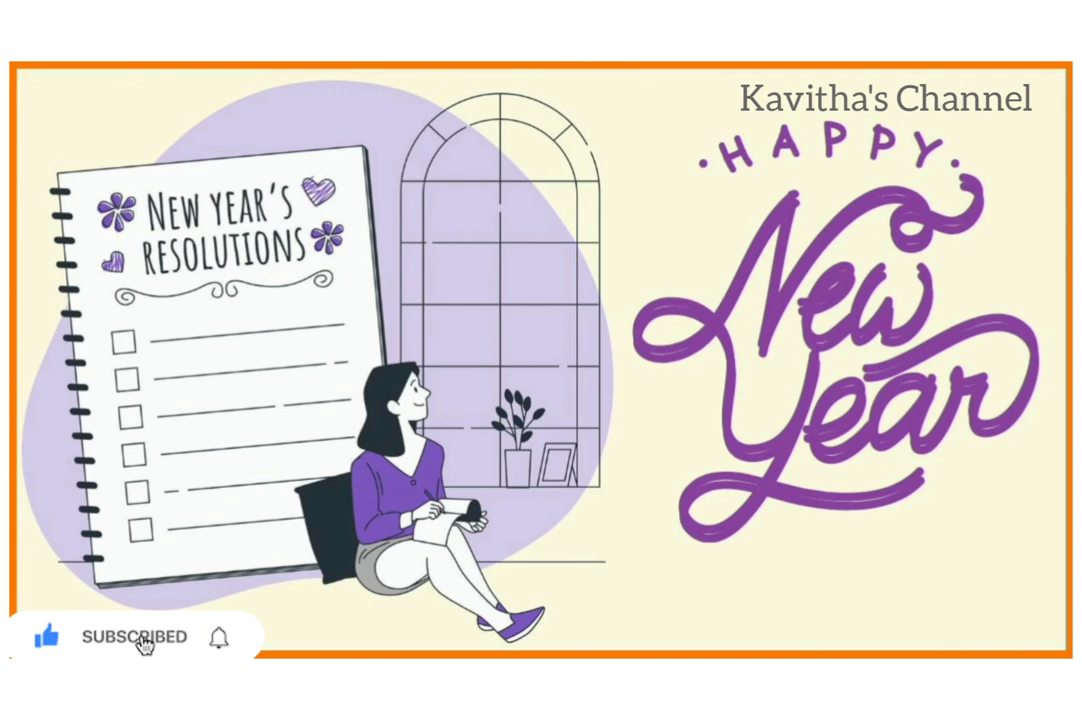 Kavitha's Channel
NEW YEAR'S
RESOLUTIONS
·HAPPY·
New
Year
SUBSCRIBED